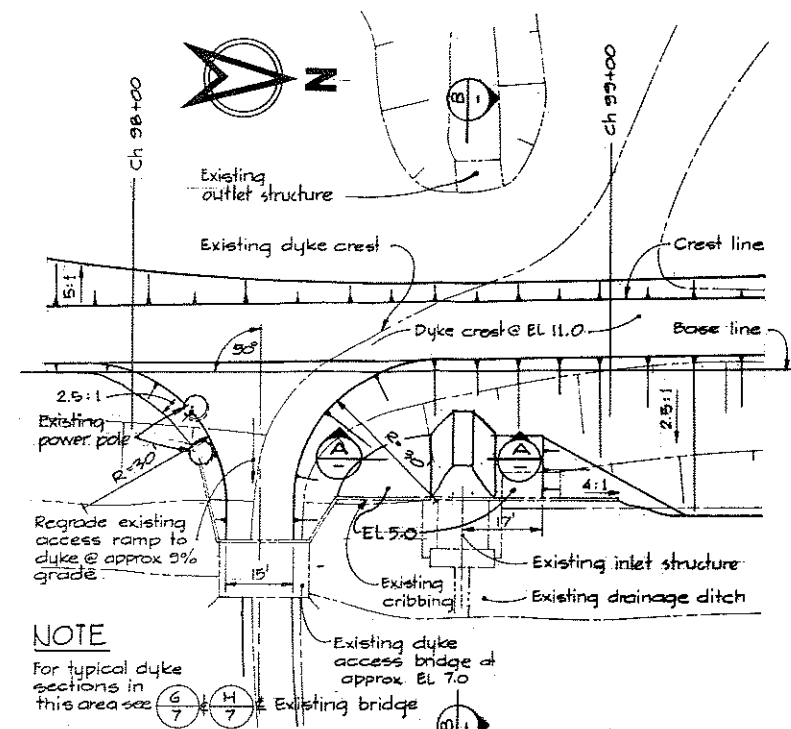 N
Ch 98+00
Ch 99+00
B
-
Existing
outlet structure
Existing dyke crest
Crest line
5:1
Dyke crest @ EL 11.0
Base line
90°
2.5:1
Existing
power pole
R=30'
A
-
R=30'
A
-
2.5:1
4:1
Regrade existing
access ramp to
dyke @ approx 9%
grade
EL 5.0
7'
15'
Existing
cribbing
Existing inlet structure
Existing drainage ditch
NOTE
For typical dyke
sections in
this area see G/7 & H/7
Existing dyke
access bridge at
approx EL 7.0
℄ Existing bridge
B